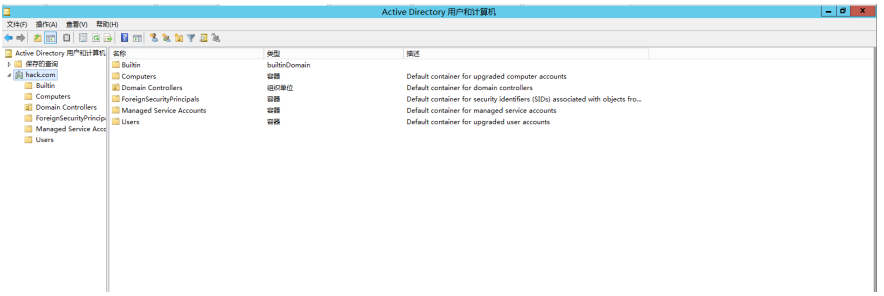 Active Directory 用户和计算机
文件(F) 操作(A) 查看(V) 帮助(H)
Active Directory 用户和计算机
保存的查询
hack.com
Builtin
Computers
Domain Controllers
ForeignSecurityPrincip
Managed Service Acc
Users
名称 类型 描述
Builtin builtinDomain
Computers 容器 Default container for upgraded computer accounts
Domain Controllers 组织单位 Default container for domain controllers
ForeignSecurityPrincipals 容器 Default container for security identifiers (SIDs) associated with objects fro...
Managed Service Accounts 容器 Default container for managed service accounts
Users 容器 Default container for upgraded user accounts